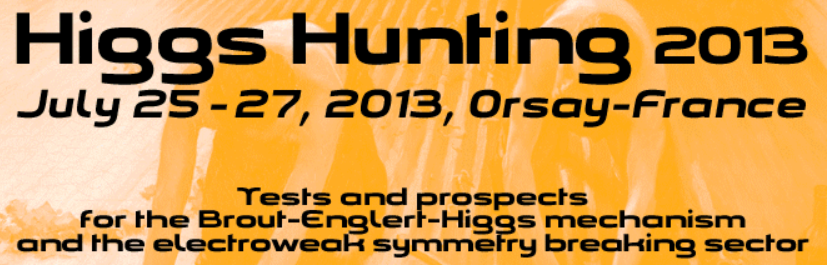 Higgs Hunting 2013
July 25-27, 2013, Orsay-France
Tests and prospects
for the Brout-Englert-Higgs mechanism
and the electroweak symmetry breaking sector